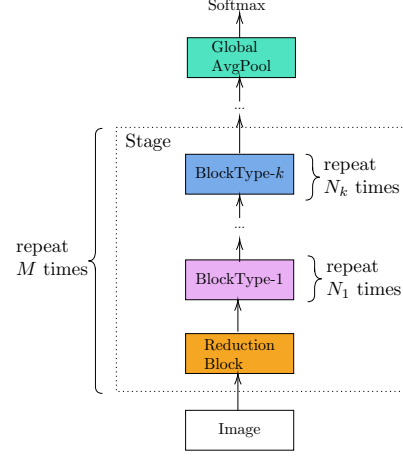 Softmax
Global
AvgPool
...
Stage
BlockType-k
repeat
N_k times
...
repeat
M times
BlockType-1
repeat
N_1 times
Reduction
Block
Image